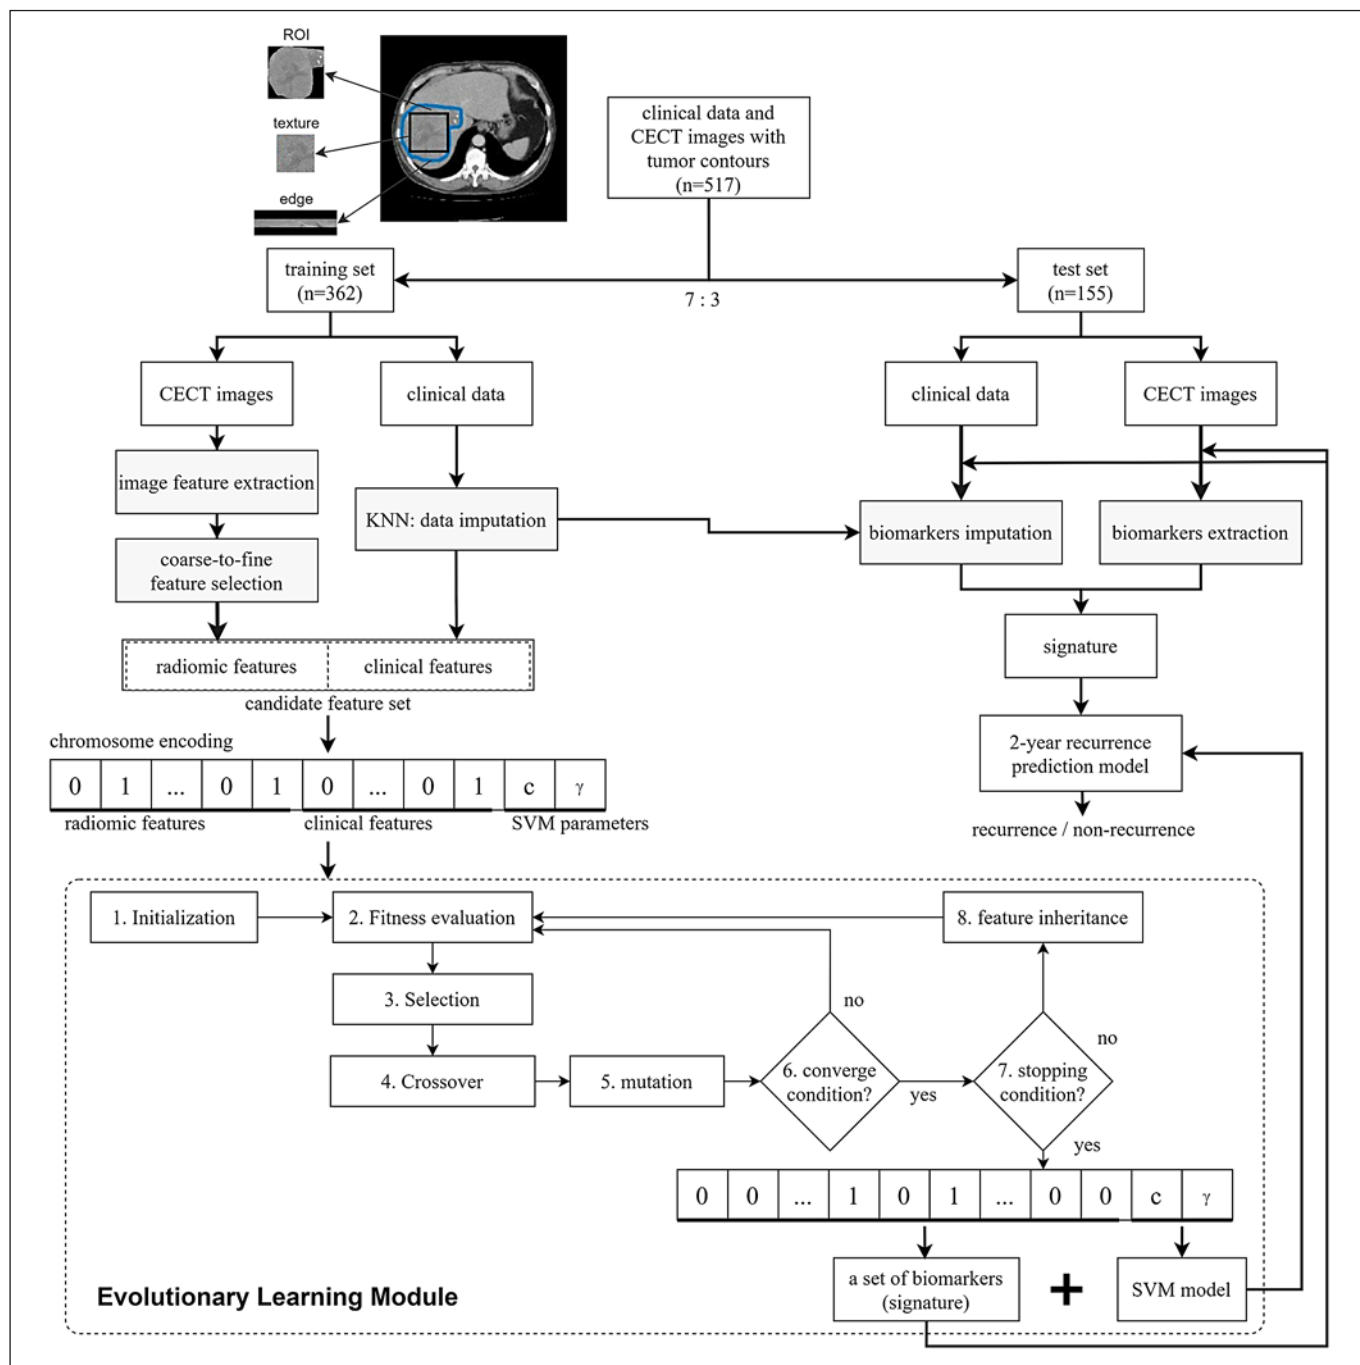 ROI
texture
edge
clinical data and
CECT images with
tumor contours
(n=517)
training set
(n=362)
7 : 3
test set
(n=155)
CECT images
clinical data
clinical data
CECT images
image feature extraction
KNN: data imputation
biomarkers imputation
biomarkers extraction
coarse-to-fine
feature selection
radiomic features
clinical features
candidate feature set
signature
2-year recurrence
prediction model
recurrence / non-recurrence
chromosome encoding
0 1 ... 0 1 0 ... 0 1 c γ
radiomic features
clinical features
SVM parameters
1. Initialization
2. Fitness evaluation
8. feature inheritance
3. Selection
no
no
4. Crossover
5. mutation
6. converge
condition?
yes
7. stopping
condition?
yes
0 0 ... 1 0 1 ... 0 0 c γ
a set of biomarkers
(signature)
+
SVM model
Evolutionary Learning Module